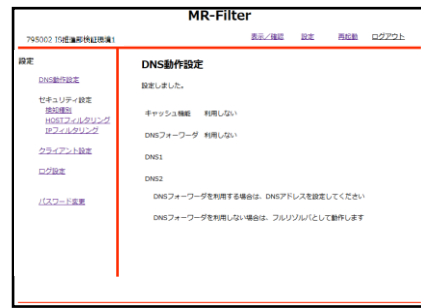 MR-Filter
795002 IS推進部検証環境1
表示／確認 設定 再起動 ログアウト
設定
DNS動作設定
セキュリティ設定
検知種別
HOSTフィルタリング
IPフィルタリング
クライアント設定
ログ設定
パスワード変更
DNS動作設定
設定しました。
キャッシュ機能 利用しない
DNSフォワーダ 利用しない
DNS1
DNS2
DNSフォーワーダを利用する場合は、DNSアドレスを設定してください
DNSフォーワーダを利用しない場合は、フルリゾルバとして動作します